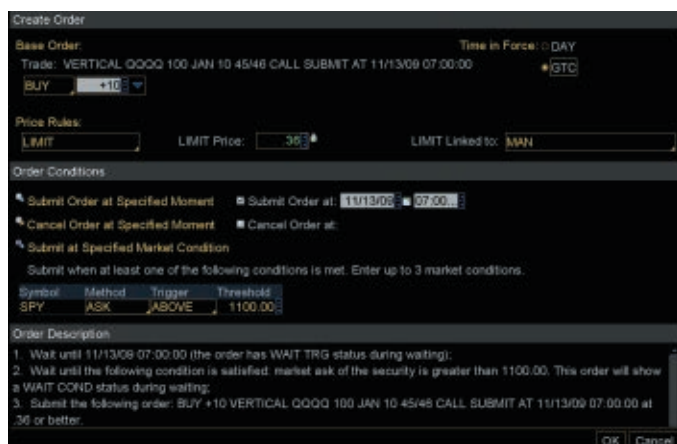 Create Order
Base Order:
Time in Force: DAY
Trade: VERTICAL QQQQ 100 JAN 10 45/46 CALL SUBMIT AT 11/13/09 07:00:00
GTC
BUY +10
Price Rules:
LIMIT LIMIT Price: .36 LIMIT Linked to: MAN
Order Conditions
Submit Order at Specified Moment Submit Order at: 11/13/09 07:00...
Cancel Order at Specified Moment Cancel Order at:
Submit at Specified Market Condition
Submit when at least one of the following conditions is met. Enter up to 3 market conditions.
Symbol Method Trigger Threshold
SPY ASK ABOVE 1100.00
Order Description
1. Wait until 11/13/09 07:00:00 (the order has WAIT TRG status during waiting);
2. Wait until the following condition is satisfied: market ask of the security is greater than 1100.00. This order will show
a WAIT COND status during waiting;
3. Submit the following order: BUY +10 VERTICAL QQQQ 100 JAN 10 45/46 CALL SUBMIT AT 11/13/09 07:00:00 at
.36 or better.
OK Cancel